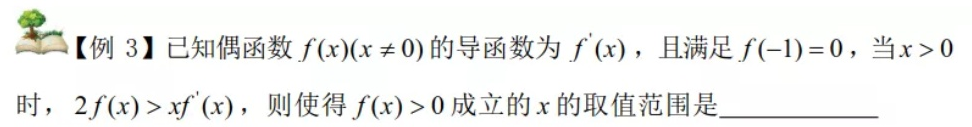 【例 3】已知偶函数 f(x)(x ≠ 0) 的导函数为 f'(x)，且满足 f(−1) = 0，当 x > 0
时，2f(x) > xf'(x)，则使得 f(x) > 0 成立的 x 的取值范围是____________